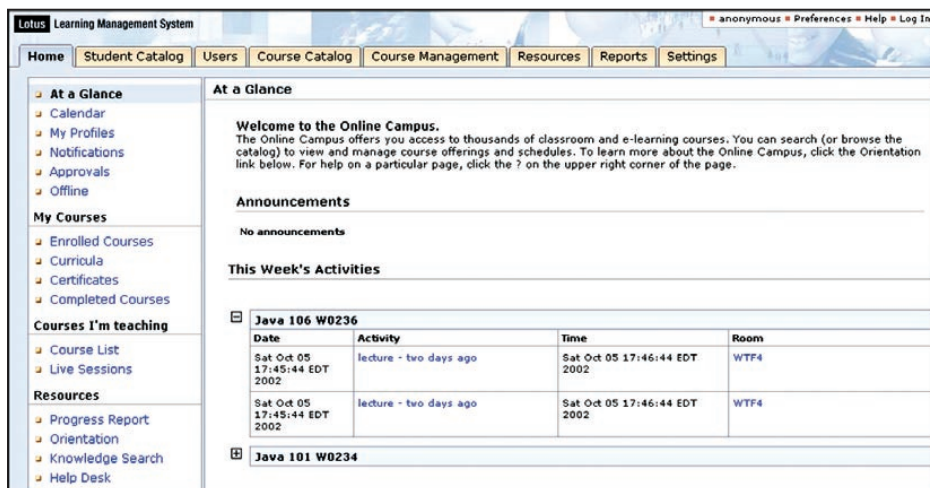 Lotus Learning Management System
anonymous Preferences Help Log In
Home Student Catalog Users Course Catalog Course Management Resources Reports Settings
At a Glance
Calendar
My Profiles
Notifications
Approvals
Offline
My Courses
Enrolled Courses
Curricula
Certificates
Completed Courses
Courses I'm teaching
Course List
Live Sessions
Resources
Progress Report
Orientation
Knowledge Search
Help Desk
At a Glance
Welcome to the Online Campus.
The Online Campus offers you access to thousands of classroom and e-learning courses. You can search (or browse the
catalog) to view and manage course offerings and schedules. To learn more about the Online Campus, click the Orientation
link below. For help on a particular page, click the ? on the upper right corner of the page.
Announcements
No announcements
This Week's Activities
Java 106 W0236
Date Activity Time Room
Sat Oct 05 lecture - two days ago Sat Oct 05 17:46:44 EDT WTF4
17:45:44 EDT 2002
2002
Sat Oct 05 lecture - two days ago Sat Oct 05 17:46:44 EDT WTF4
17:45:44 EDT 2002
2002
Java 101 W0234